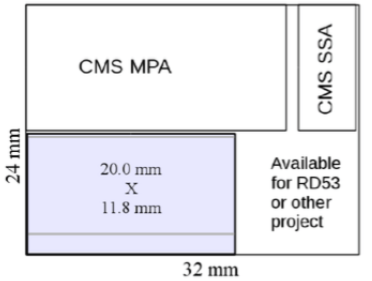 CMS MPA
CMS SSA
24 mm
20.0 mm
X
11.8 mm
Available
for RD53
or other
project
32 mm